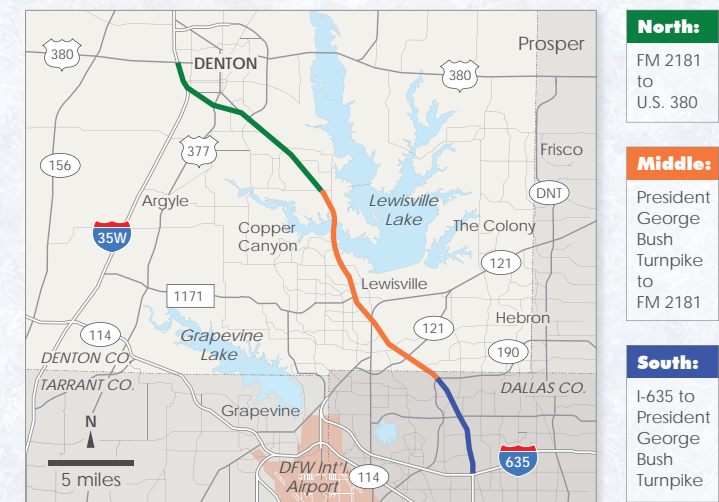 380
DENTON
Prosper
380
377
156
Frisco
DNT
Argyle
Lewisville
Lake
35W
Copper
Canyon
The Colony
121
Lewisville
1171
114
Grapevine
Lake
121
Hebron
190
DENTON CO.
TARRANT CO.
DALLAS CO.
Grapevine
N
5 miles
DFW Int'l.
Airport
114
635
North:
FM 2181
to
U.S. 380
Middle:
President
George
Bush
Turnpike
to
FM 2181
South:
I-635 to
President
George
Bush
Turnpike